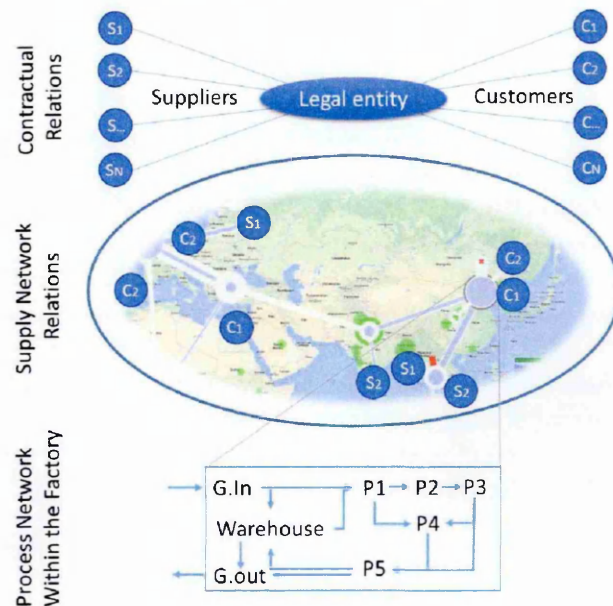 Contractual
Relations
S1
S2
S...
SN
Suppliers
Legal entity
Customers
C1
C2
C...
CN
Supply Network
Relations
C2
S1
C2
C1
C2
C1
S1
S2
S2
Process Network
Within the Factory
G.In
P1
P2
P3
Warehouse
P4
G.out
P5